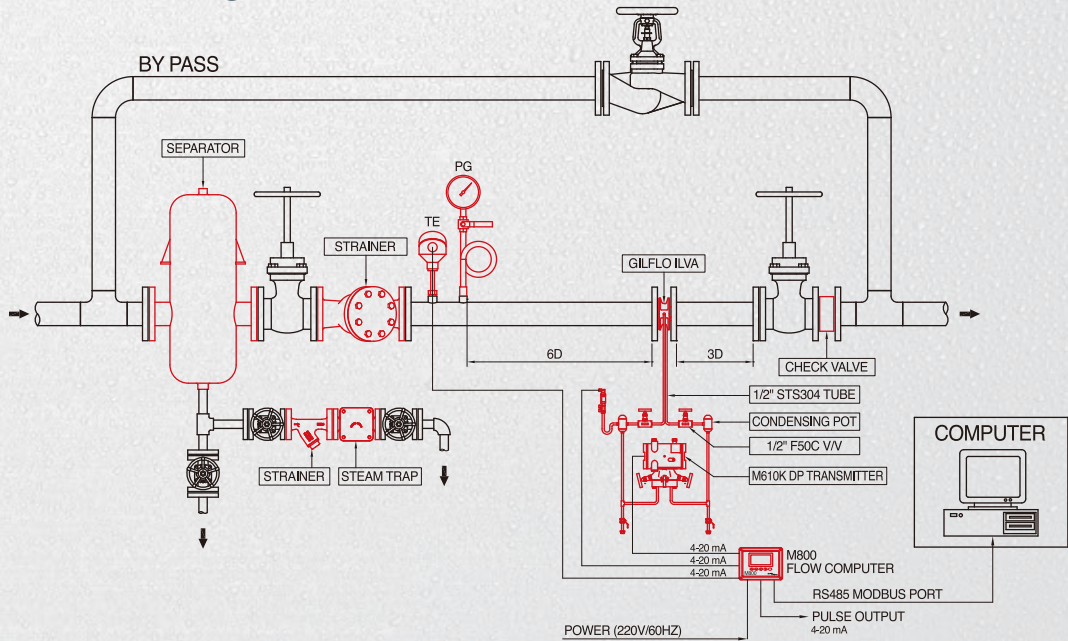 BY PASS
SEPARATOR
PG
TE
STRAINER
GILFLO ILVA
6D
3D
CHECK VALVE
1/2" STS304 TUBE
CONDENSING POT
1/2" F50C V/V
M610K DP TRANSMITTER
STRAINER
STEAM TRAP
COMPUTER
4-20 mA
4-20 mA
4-20 mA
M800
M800
FLOW COMPUTER
RS485 MODBUS PORT
PULSE OUTPUT
4-20 mA
POWER (220V/60HZ)